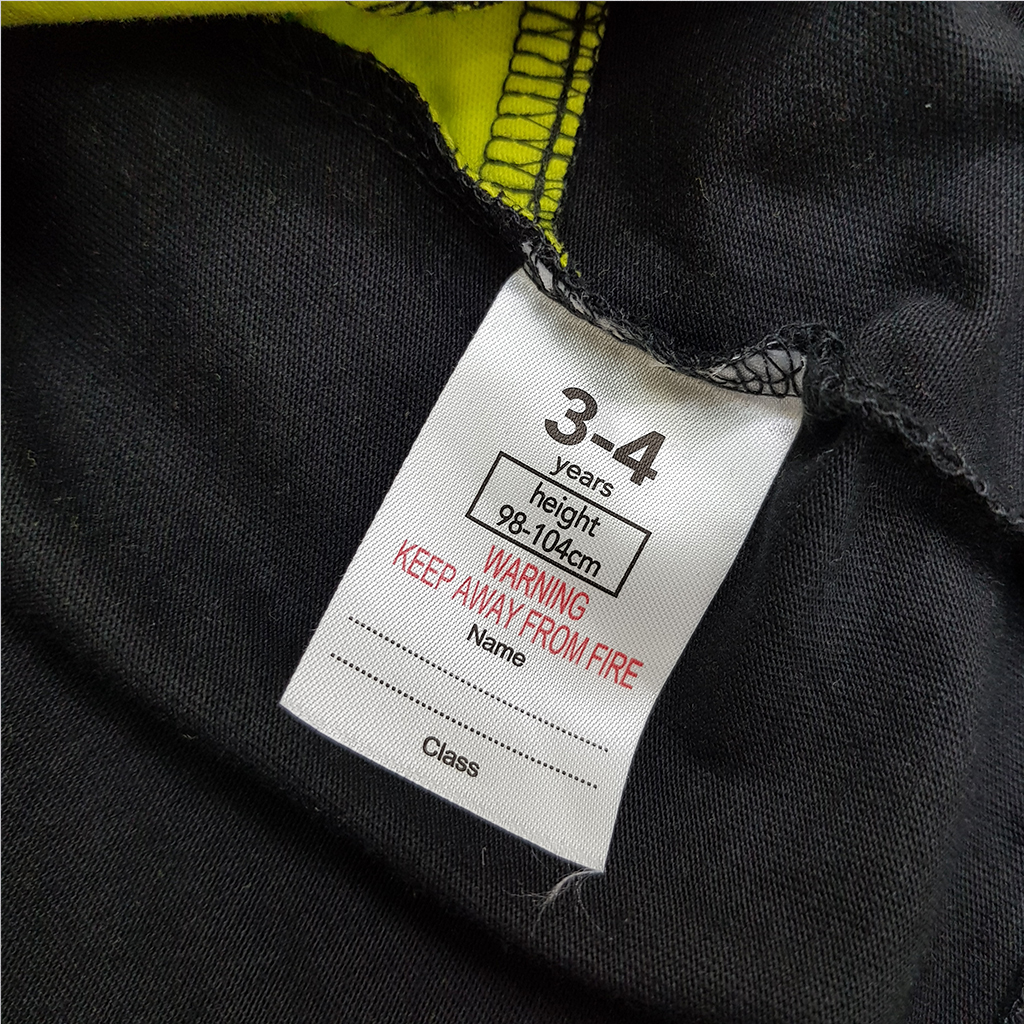 3-4
years
height
98-104cm
WARNING
KEEP AWAY FROM FIRE
Name
Class